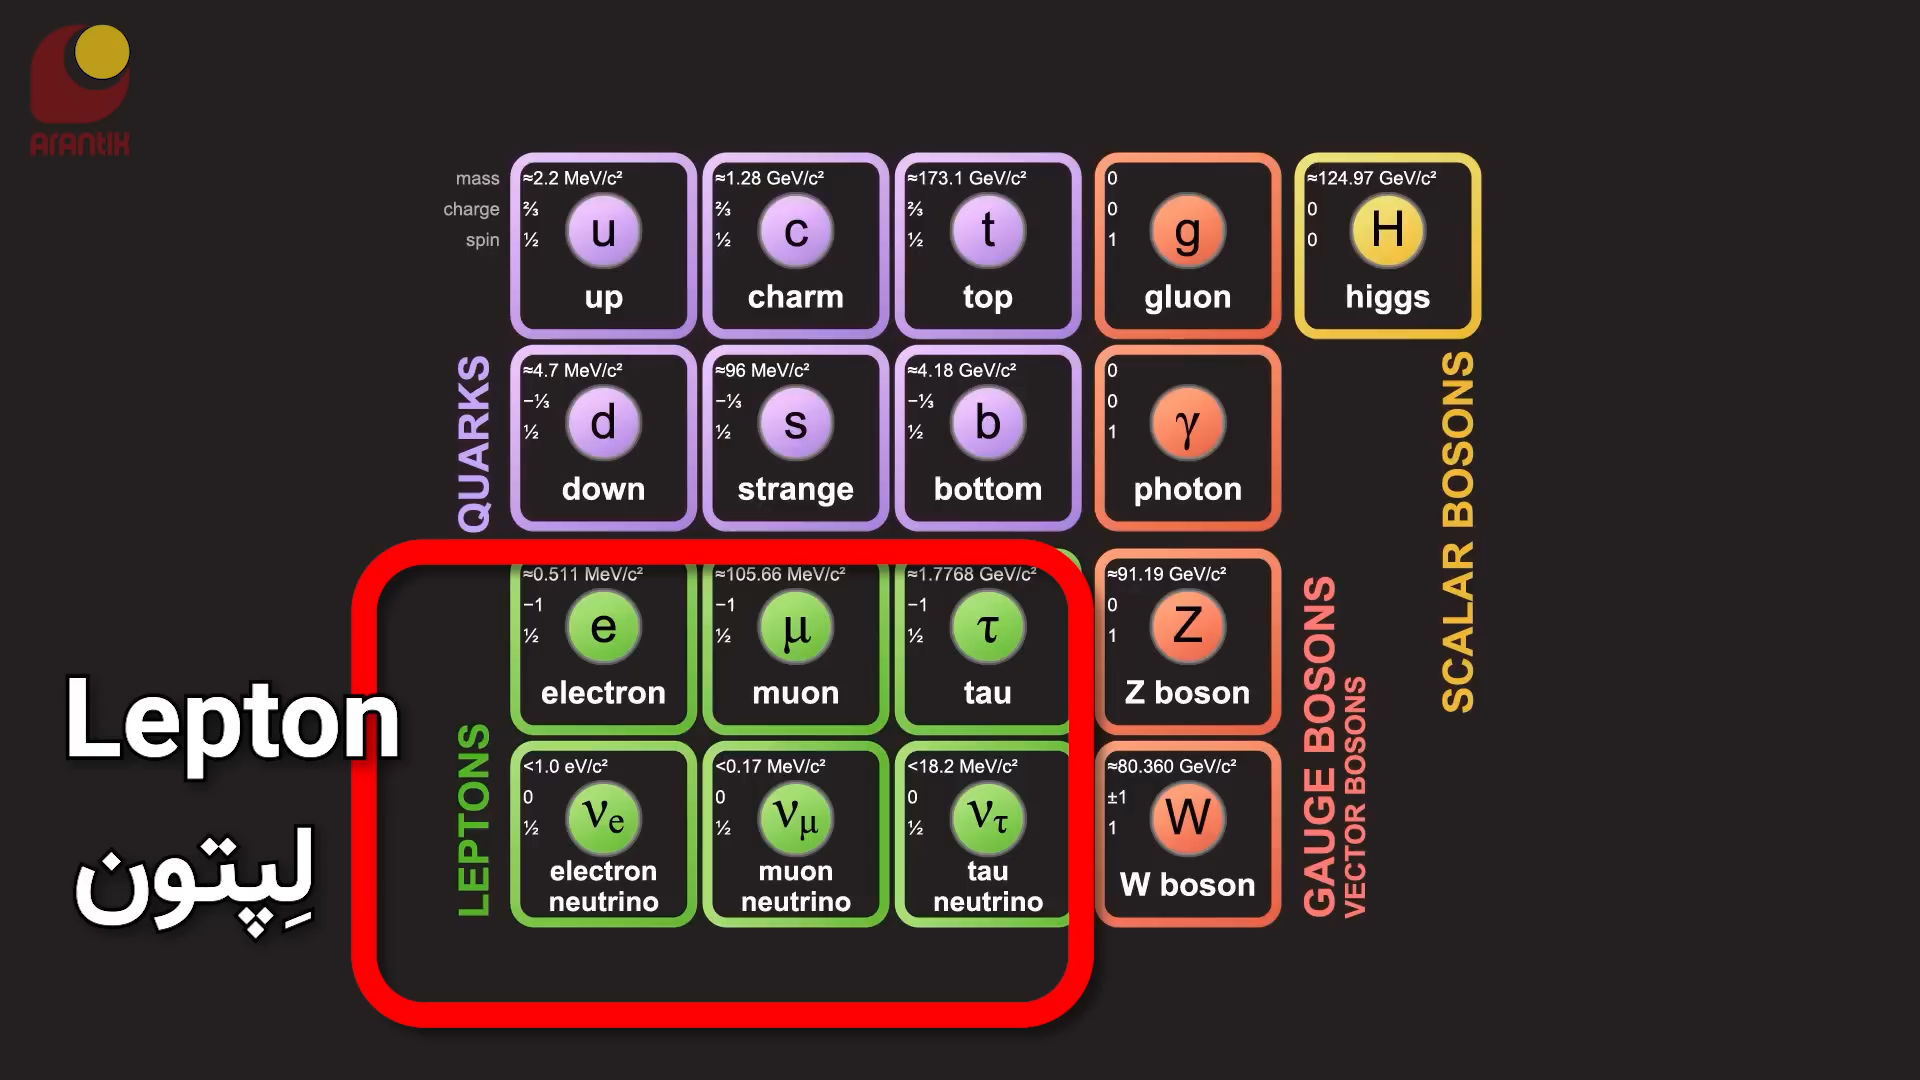 ArAntIK
mass
charge
spin
≈2.2 MeV/c²
⅔
½
u
up
≈1.28 GeV/c²
⅔
½
c
charm
≈173.1 GeV/c²
⅔
½
t
top
0
0
1
g
gluon
≈124.97 GeV/c²
0
0
H
higgs
QUARKS
≈4.7 MeV/c²
−⅓
½
d
down
≈96 MeV/c²
−⅓
½
s
strange
≈4.18 GeV/c²
−⅓
½
b
bottom
0
0
1
γ
photon
SCALAR BOSONS
Lepton
لِپتون
LEPTONS
≈0.511 MeV/c²
−1
½
e
electron
≈105.66 MeV/c²
−1
½
μ
muon
≈1.7768 GeV/c²
−1
½
τ
tau
≈91.19 GeV/c²
0
1
Z
Z boson
<1.0 eV/c²
0
½
νe
electron
neutrino
<0.17 MeV/c²
0
½
νμ
muon
neutrino
<18.2 MeV/c²
0
½
ντ
tau
neutrino
≈80.360 GeV/c²
±1
1
W
W boson
GAUGE BOSONS
VECTOR BOSONS